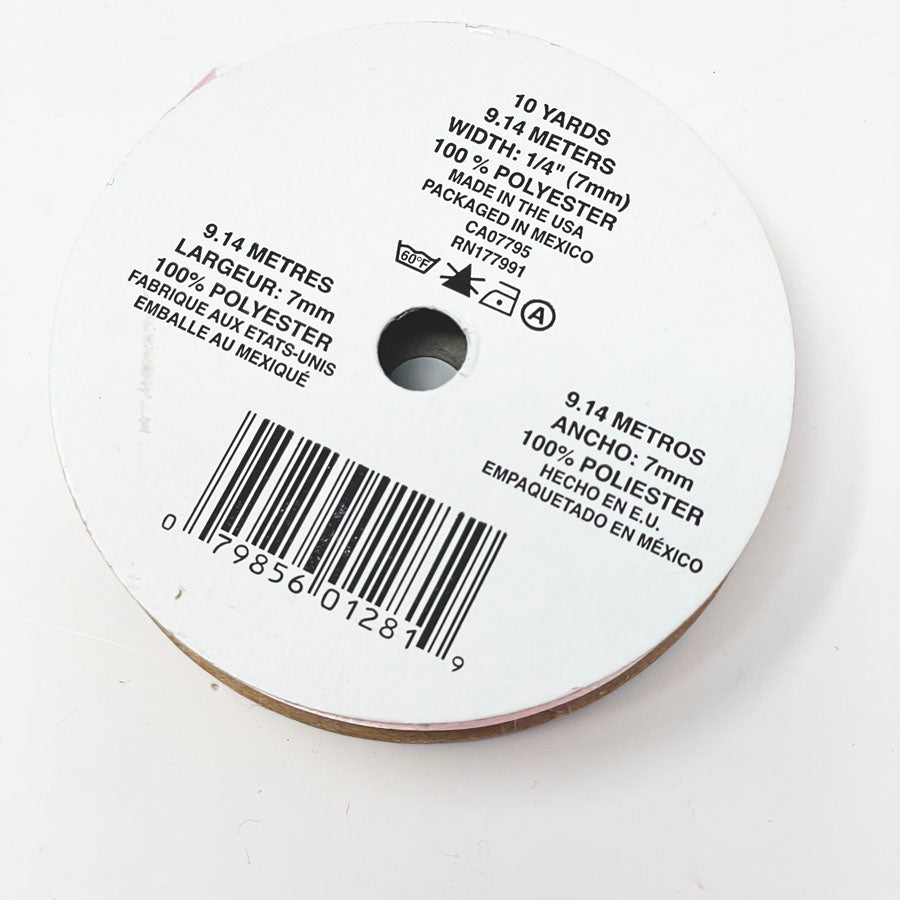 10 YARDS
9.14 METERS
WIDTH: 1/4" (7mm)
100 % POLYESTER
MADE IN THE USA
PACKAGED IN MEXICO
CA07795
RN177991
60°F
A
9.14 METRES
LARGEUR: 7mm
100% POLYESTER
FABRIQUE AUX ETATS-UNIS
EMBALLE AU MEXIQUÉ
9.14 METROS
ANCHO: 7mm
100% POLIESTER
HECHO EN E.U.
EMPAQUETADO EN MÉXICO
0 79856 01281 9